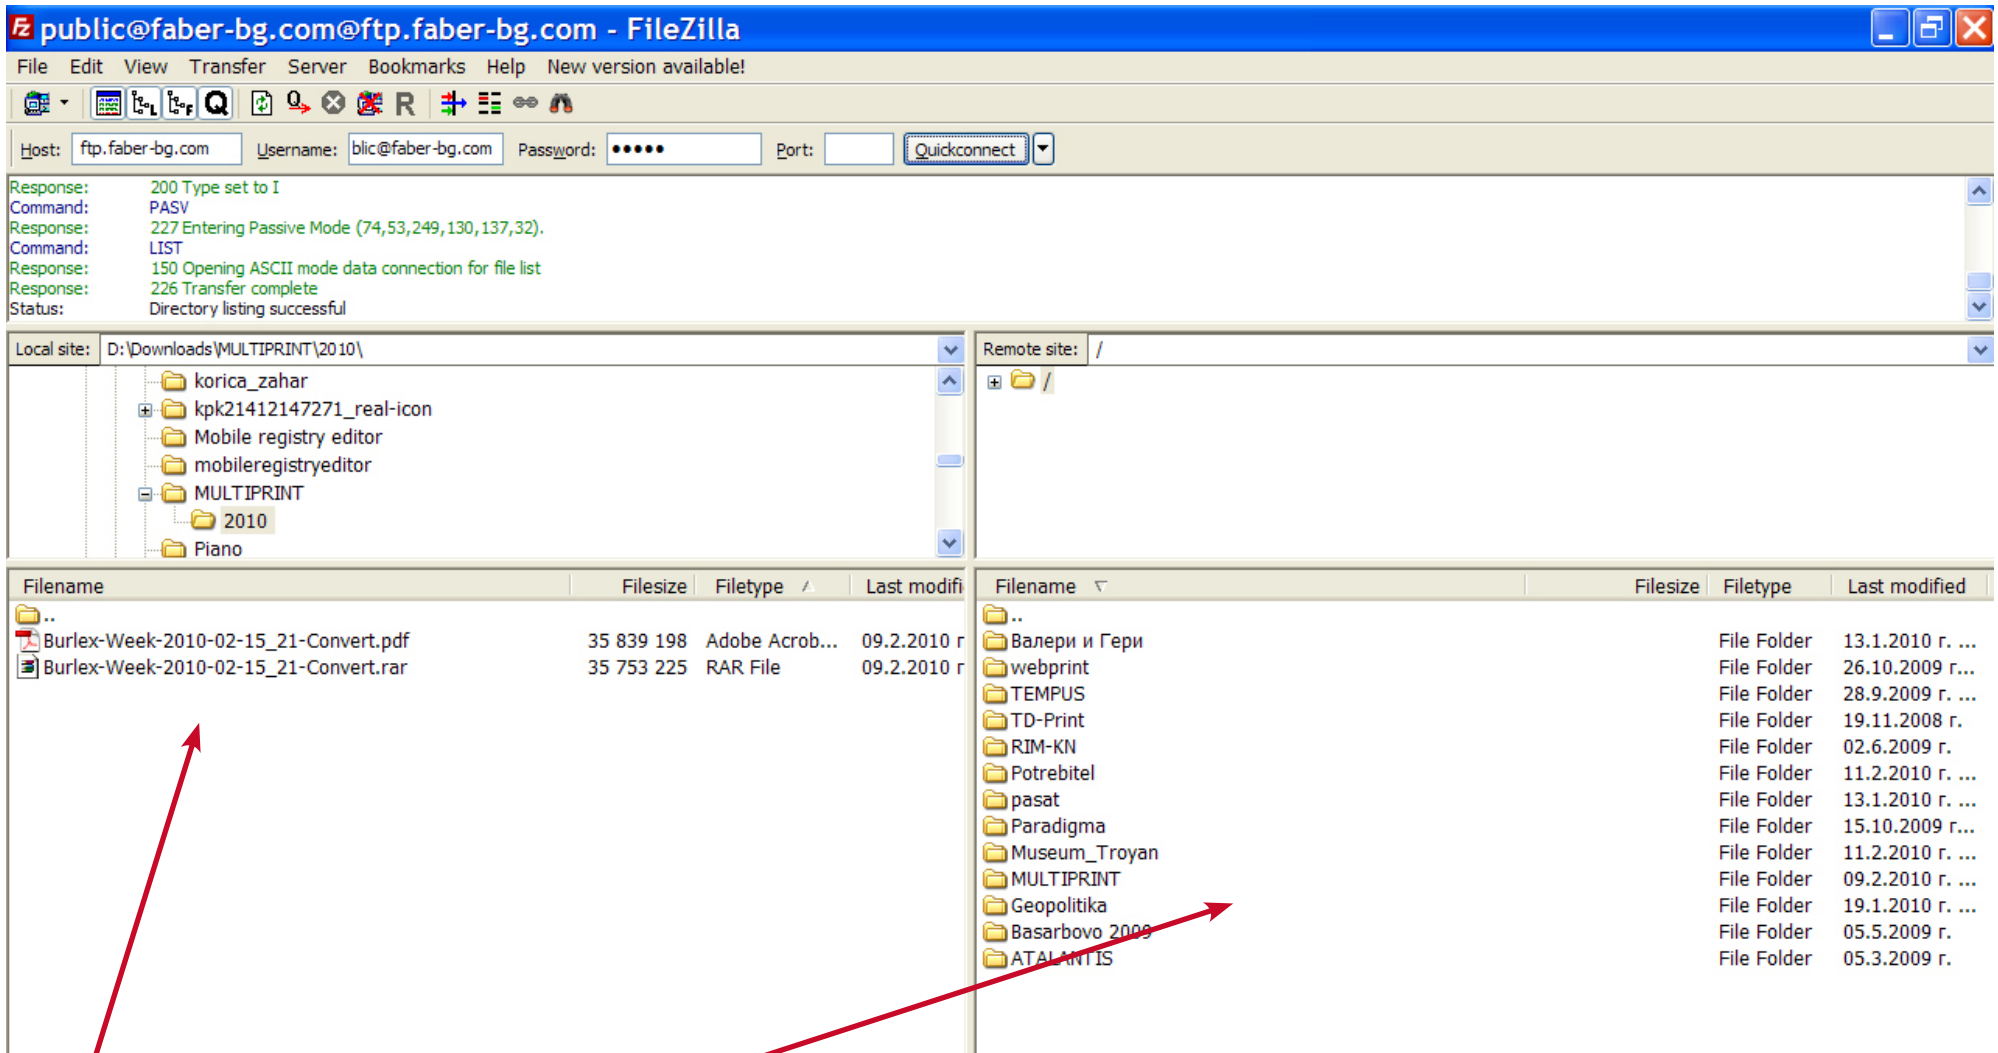 public@faber-bg.com@ftp.faber-bg.com - FileZilla
File Edit View Transfer Server Bookmarks Help New version available!
Host: ftp.faber-bg.com Username: blic@faber-bg.com Password: ●●●●● Port: Quickconnect
Response: 200 Type set to I
Command: PASV
Response: 227 Entering Passive Mode (74,53,249,130,137,32).
Command: LIST
Response: 150 Opening ASCII mode data connection for file list
Response: 226 Transfer complete
Status: Directory listing successful
Local site: D:\Downloads\MULTIPRINT\2010\
korica_zahar
kpk21412147271_real-icon
Mobile registry editor
mobileregistryeditor
MULTIPRINT
2010
Piano
Remote site: /
/
Filename Filesize Filetype Last modifi
..
Burlex-Week-2010-02-15_21-Convert.pdf 35 839 198 Adobe Acrob... 09.2.2010 г
Burlex-Week-2010-02-15_21-Convert.rar 35 753 225 RAR File 09.2.2010 г
Filename Filesize Filetype Last modified
..
Валери и Гери File Folder 13.1.2010 г. ...
webprint File Folder 26.10.2009 г...
TEMPUS File Folder 28.9.2009 г. ...
TD-Print File Folder 19.11.2008 г.
RIM-KN File Folder 02.6.2009 г.
Potrebitel File Folder 11.2.2010 г. ...
pasat File Folder 13.1.2010 г. ...
Paradigma File Folder 15.10.2009 г...
Museum_Troyan File Folder 11.2.2010 г. ...
MULTIPRINT File Folder 09.2.2010 г. ...
Geopolitika File Folder 19.1.2010 г. ...
Basarbovo 2009 File Folder 05.5.2009 г.
ATALANTIS File Folder 05.3.2009 г.